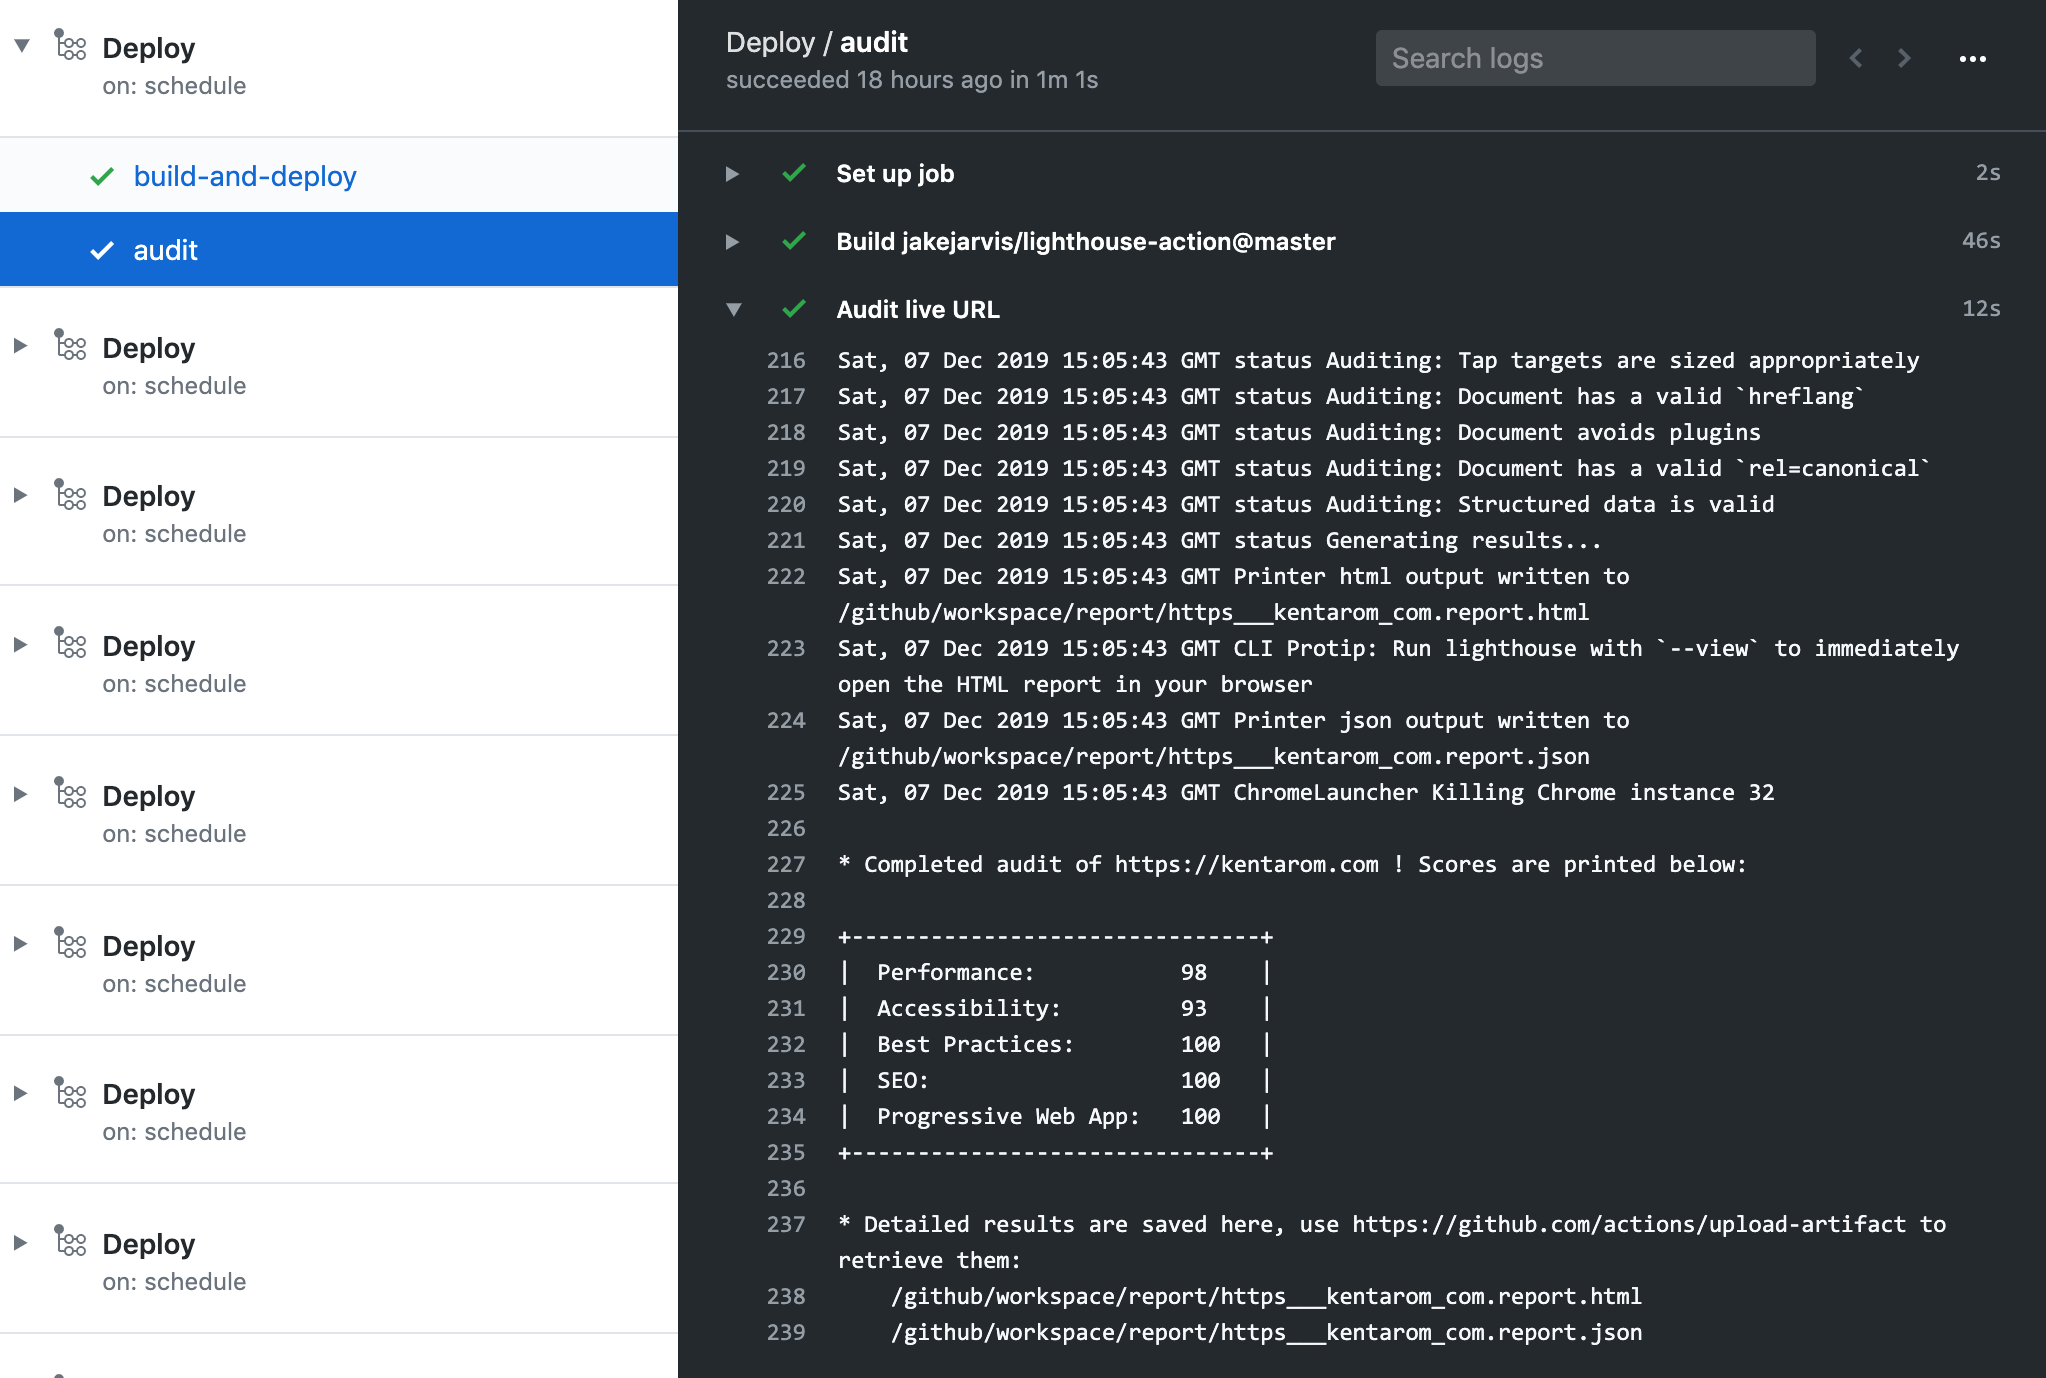 Deploy
on: schedule
build-and-deploy
audit
Deploy
on: schedule
Deploy
on: schedule
Deploy
on: schedule
Deploy
on: schedule
Deploy
on: schedule
Deploy
on: schedule
Deploy
on: schedule
Deploy / audit
succeeded 18 hours ago in 1m 1s
Search logs
Set up job 2s
Build jakejarvis/lighthouse-action@master 46s
Audit live URL 12s
216 Sat, 07 Dec 2019 15:05:43 GMT status Auditing: Tap targets are sized appropriately
217 Sat, 07 Dec 2019 15:05:43 GMT status Auditing: Document has a valid `hreflang`
218 Sat, 07 Dec 2019 15:05:43 GMT status Auditing: Document avoids plugins
219 Sat, 07 Dec 2019 15:05:43 GMT status Auditing: Document has a valid `rel=canonical`
220 Sat, 07 Dec 2019 15:05:43 GMT status Auditing: Structured data is valid
221 Sat, 07 Dec 2019 15:05:43 GMT status Generating results...
222 Sat, 07 Dec 2019 15:05:43 GMT Printer html output written to
/github/workspace/report/https___kentarom_com.report.html
223 Sat, 07 Dec 2019 15:05:43 GMT CLI Protip: Run lighthouse with `--view` to immediately
open the HTML report in your browser
224 Sat, 07 Dec 2019 15:05:43 GMT Printer json output written to
/github/workspace/report/https___kentarom_com.report.json
225 Sat, 07 Dec 2019 15:05:43 GMT ChromeLauncher Killing Chrome instance 32
226
227 * Completed audit of https://kentarom.com ! Scores are printed below:
228
229 +-------------------------------+
230 |  Performance:           98    |
231 |  Accessibility:         93    |
232 |  Best Practices:        100   |
233 |  SEO:                   100   |
234 |  Progressive Web App:   100   |
235 +-------------------------------+
236
237 * Detailed results are saved here, use https://github.com/actions/upload-artifact to
retrieve them:
238     /github/workspace/report/https___kentarom_com.report.html
239     /github/workspace/report/https___kentarom_com.report.json